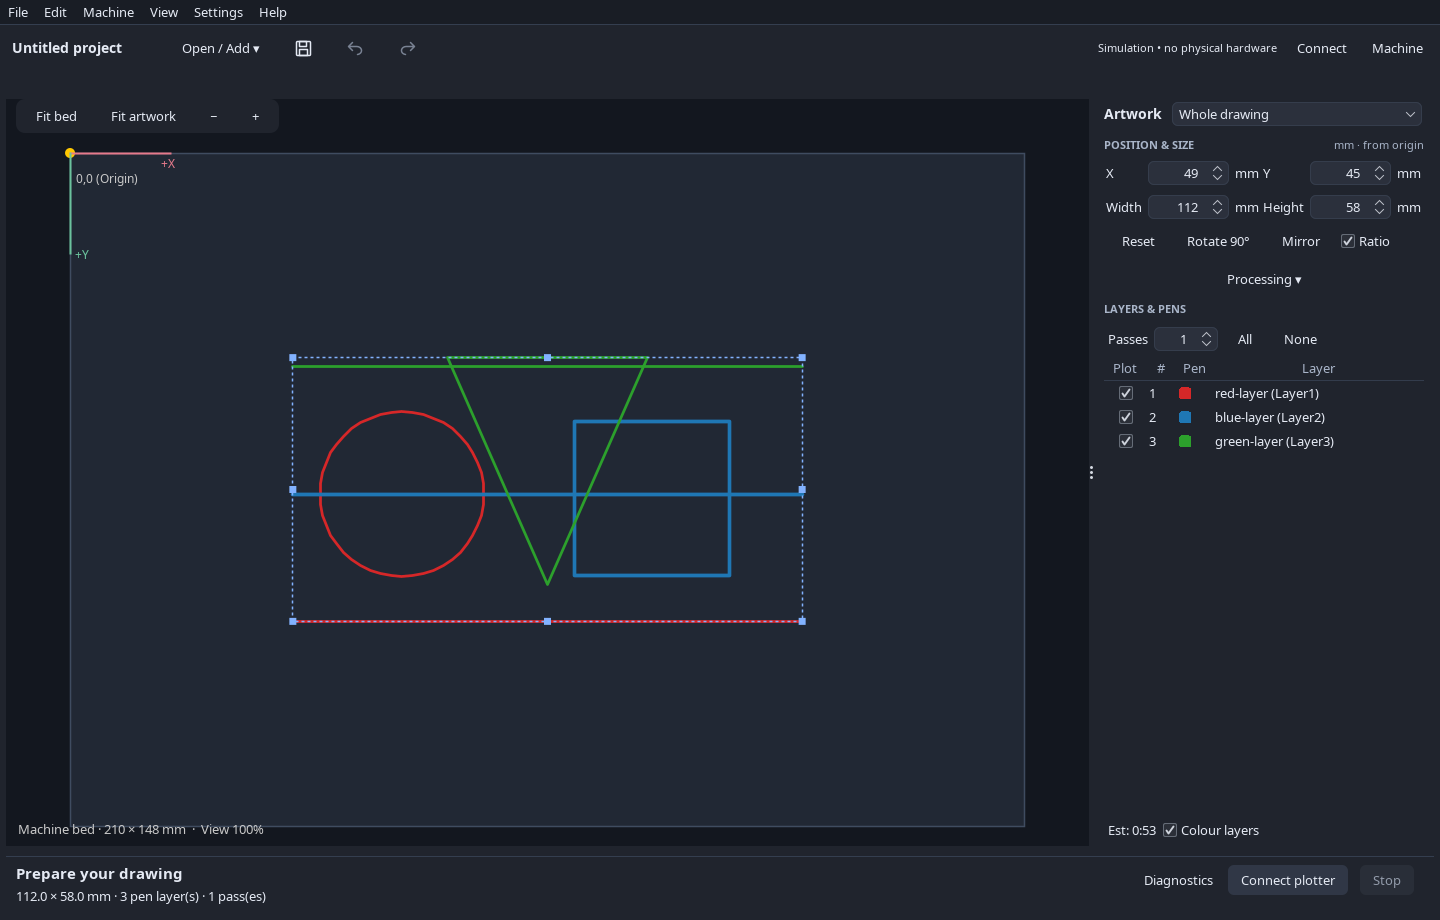 File Edit Machine View Settings Help
Untitled project Open / Add ▾ Simulation • no physical hardware Connect Machine
Fit bed Fit artwork − +
Artwork Whole drawing
POSITION & SIZE mm · from origin
X 49 mm Y 45 mm
Width 112 mm Height 58 mm
Reset Rotate 90° Mirror Ratio
Processing ▾
LAYERS & PENS
Passes 1 All None
Plot # Pen Layer
1 red-layer (Layer1)
2 blue-layer (Layer2)
3 green-layer (Layer3)
+X
0,0 (Origin)
+Y
Machine bed · 210 × 148 mm · View 100%
Est: 0:53 Colour layers
Prepare your drawing
112.0 × 58.0 mm · 3 pen layer(s) · 1 pass(es)
Diagnostics Connect plotter Stop